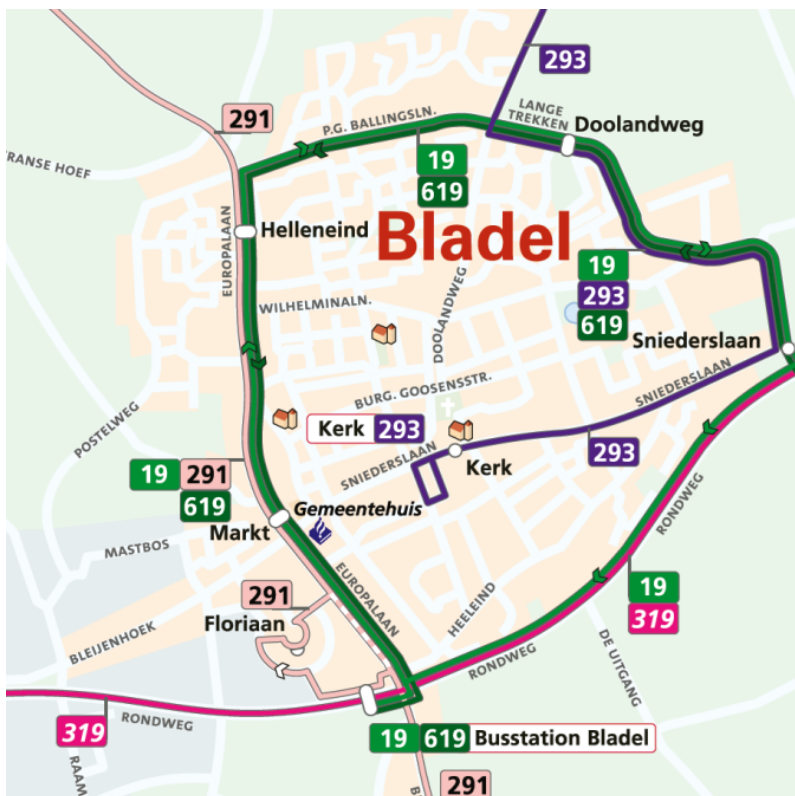 293
LANGE
TREKKEN
291
P.G. BALLINGSLN.
Doolandweg
19
619
RANSE HOEF
EUROPALAAN
Helleneind
Bladel
19
293
619
WILHELMINALN.
DOOLANDWEG
Sniederslaan
BURG. GOOSENSSTR.
SNIEDERSLAAN
POSTELWEG
Kerk 293
293
SNIEDERSLAAN
Kerk
19 291
619
Gemeentehuis
Markt
RONDWEG
MASTBOS
EUROPALAAN
291
19
319
Floriaan
HEELEIND
BLEIJENHOEK
DE UITGANG
RONDWEG
RONDWEG
319
19 619 Busstation Bladel
RAAM
291
B